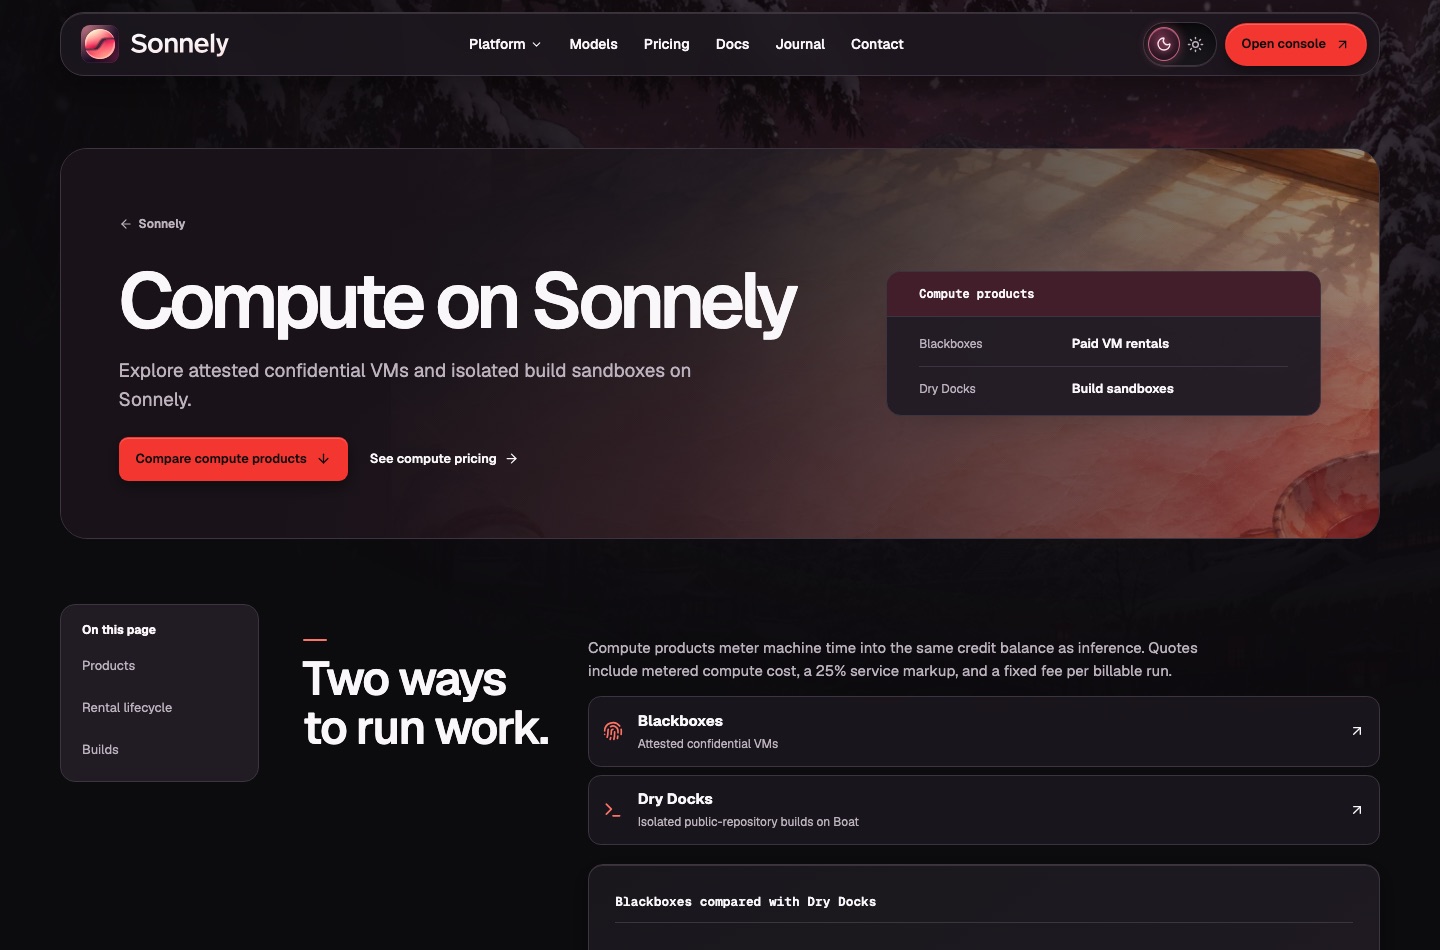 Sonnely
Platform
Models
Pricing
Docs
Journal
Contact
Open console
Sonnely
Compute on Sonnely
Explore attested confidential VMs and isolated build sandboxes on
Sonnely.
Compare compute products
See compute pricing
Compute products
Blackboxes
Paid VM rentals
Dry Docks
Build sandboxes
On this page
Products
Rental lifecycle
Builds
Two ways
to run work.
Compute products meter machine time into the same credit balance as inference. Quotes
include metered compute cost, a 25% service markup, and a fixed fee per billable run.
Blackboxes
Attested confidential VMs
Dry Docks
Isolated public-repository builds on Boat
Blackboxes compared with Dry Docks